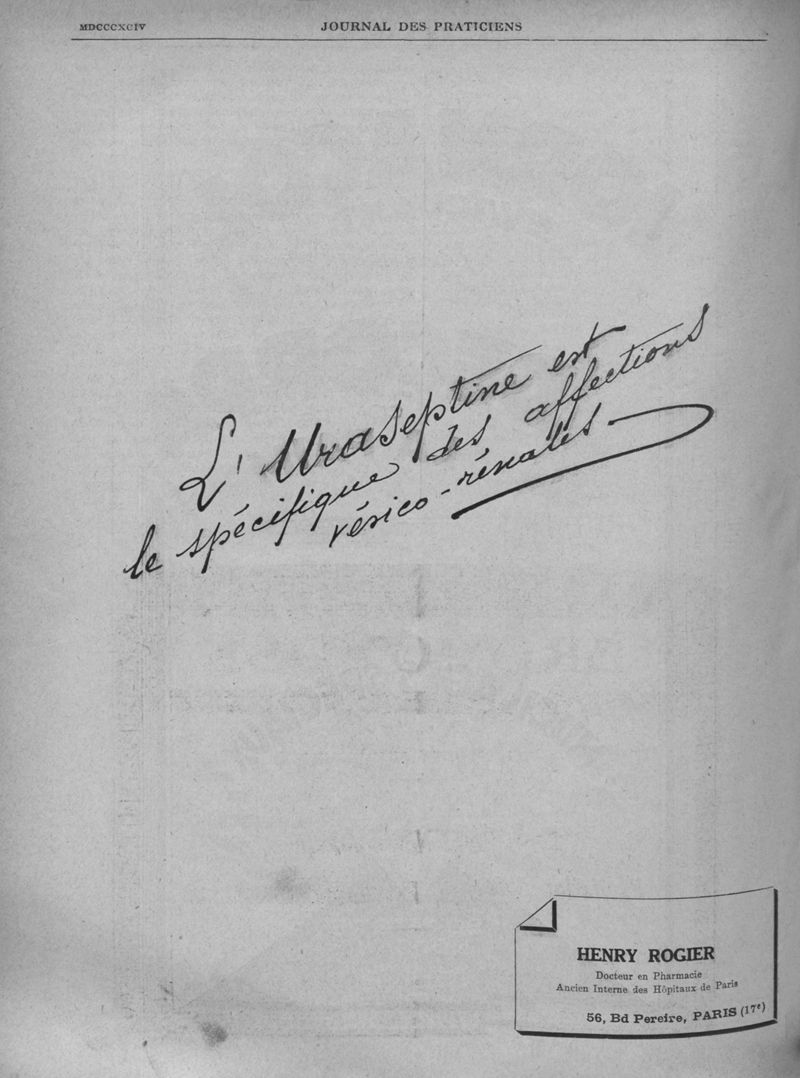 MDCCCXCIV
JOURNAL DES PRATICIENS
L'Uraseptine est
le spécifique des affections
vésico-rénales
HENRY ROGIER
Docteur en Pharmacie
Ancien Interne des Hôpitaux de Paris
56, Bd Pereire, PARIS (17e)